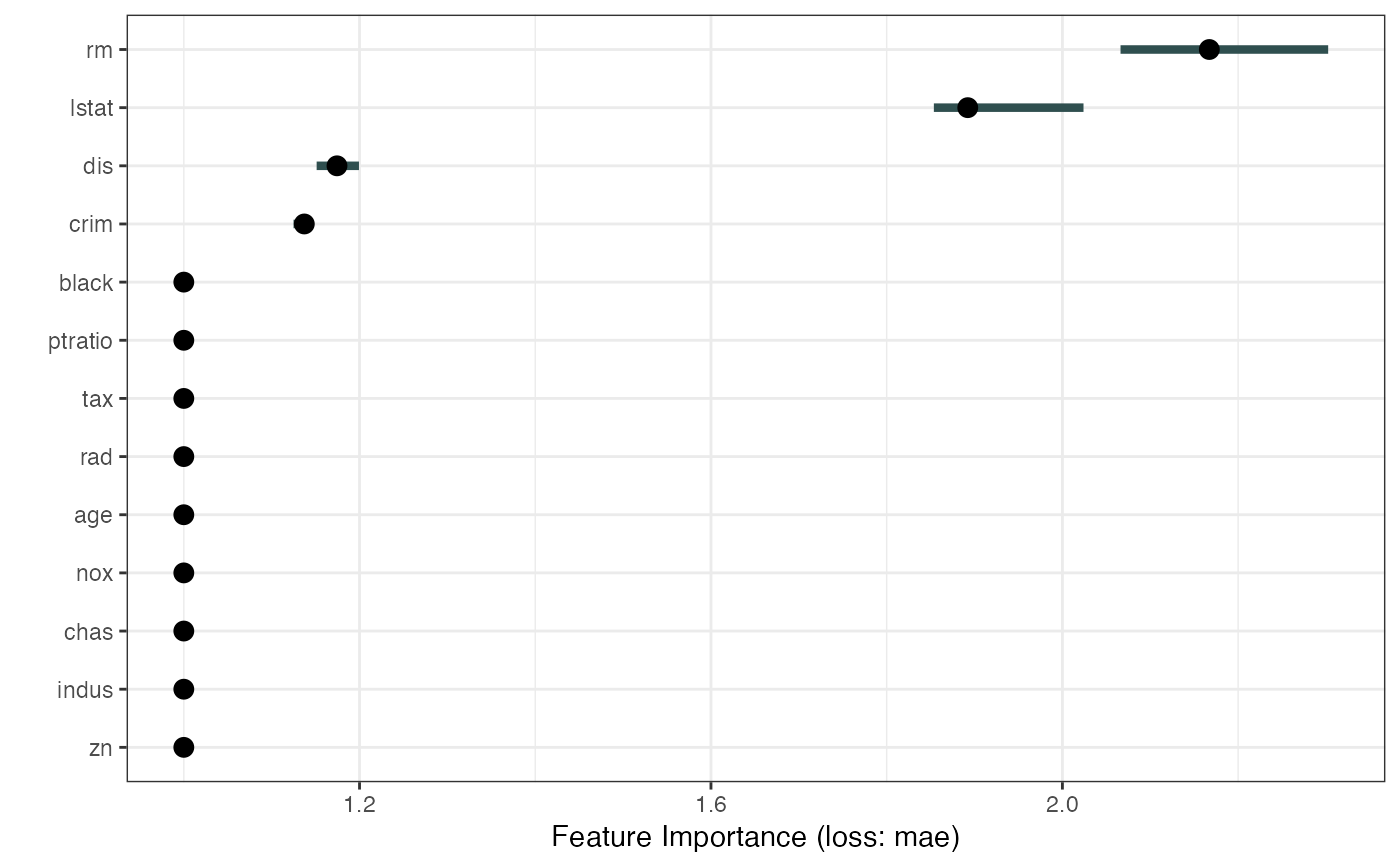 rm
lstat
dis
crim
black
ptratio
tax
rad
age
nox
chas
indus
zn
1.2 1.6 2.0
Feature Importance (loss: mae)